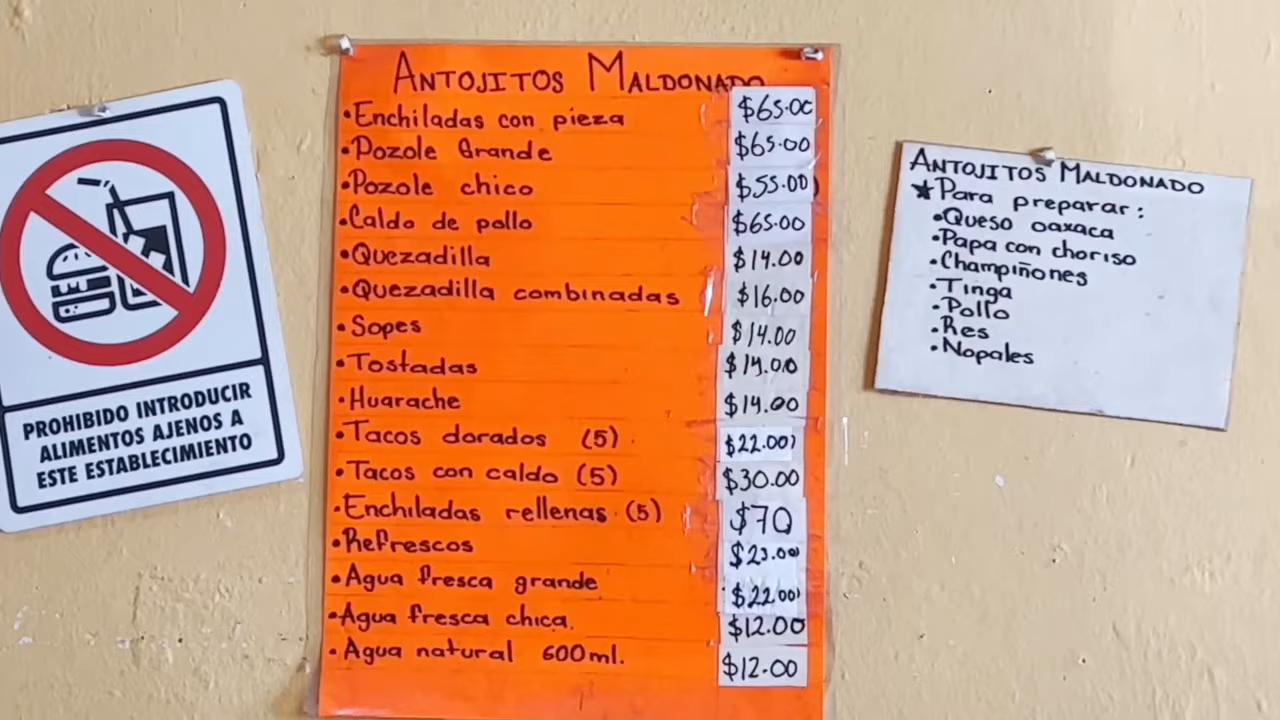 PROHIBIDO INTRODUCIR
ALIMENTOS AJENOS A
ESTE ESTABLECIMIENTO
ANTOJITOS MALDONADO
•Enchiladas con pieza $65.00
•Pozole Grande $65.00
•Pozole chico $55.00
•Caldo de pollo $65.00
•Quezadilla $14.00
•Quezadilla combinadas $16.00
•Sopes $14.00
•Tostadas $14.00
•Huarache $14.00
•Tacos dorados (5) $22.00
•Tacos con caldo (5) $30.00
•Enchiladas rellenas (5) $70
•Refrescos $23.00
•Agua fresca grande $22.00
•Agua fresca chica. $12.00
•Agua natural 600ml. $12.00
ANTOJITOS MALDONADO
★Para preparar:
•Queso oaxaca
•Papa con choriso
•Champiñones
•Tinga
•Pollo
•Res
•Nopales